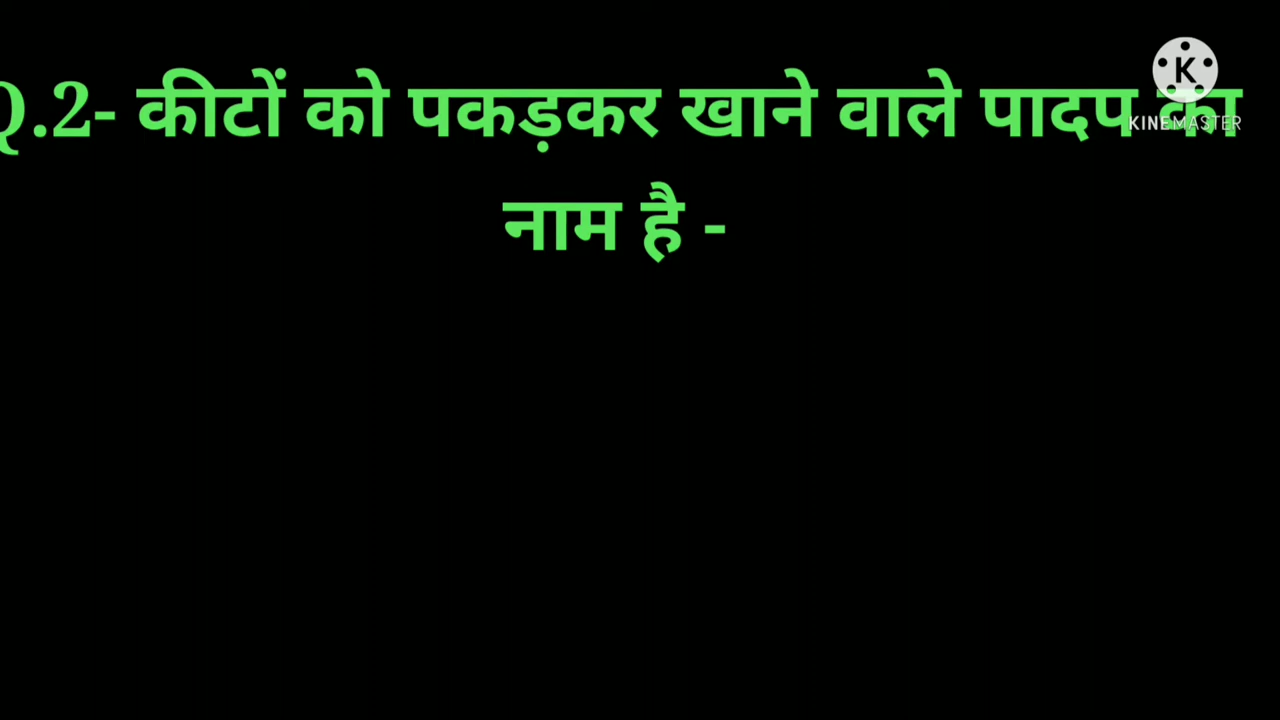 Q.2- कीटों को पकड़कर खाने वाले पादप का
नाम है -
K
KINEMASTER